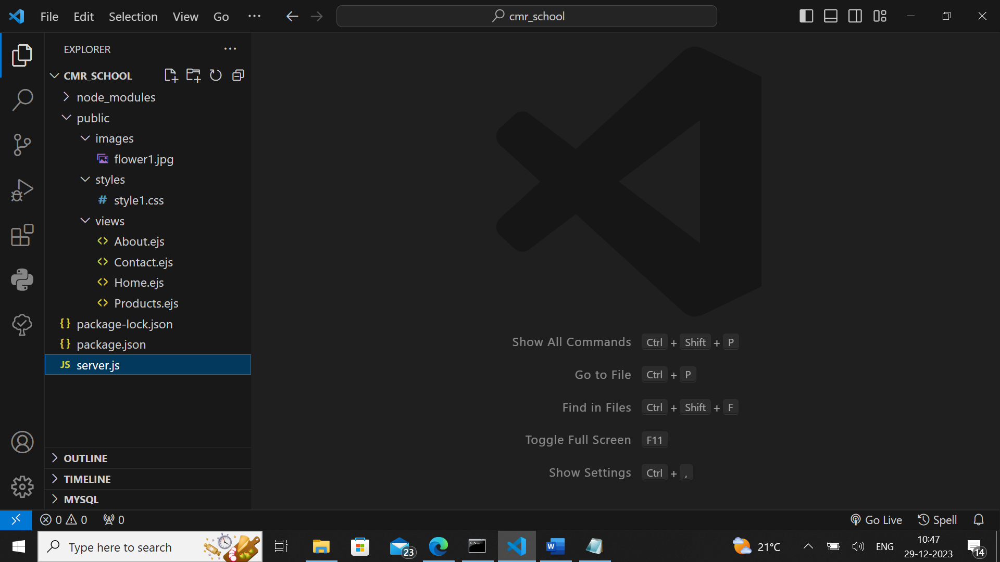 File Edit Selection View Go ··· cmr_school
EXPLORER
CMR_SCHOOL
node_modules
public
images
flower1.jpg
styles
# style1.css
views
<> About.ejs
<> Contact.ejs
<> Home.ejs
<> Products.ejs
{} package-lock.json
{} package.json
JS server.js
OUTLINE
TIMELINE
MYSQL
Show All Commands Ctrl + Shift + P
Go to File Ctrl + P
Find in Files Ctrl + Shift + F
Toggle Full Screen F11
Show Settings Ctrl + ,
0 0 0 Go Live Spell
Type here to search 23 W 21°C ENG 10:47
29-12-2023 14